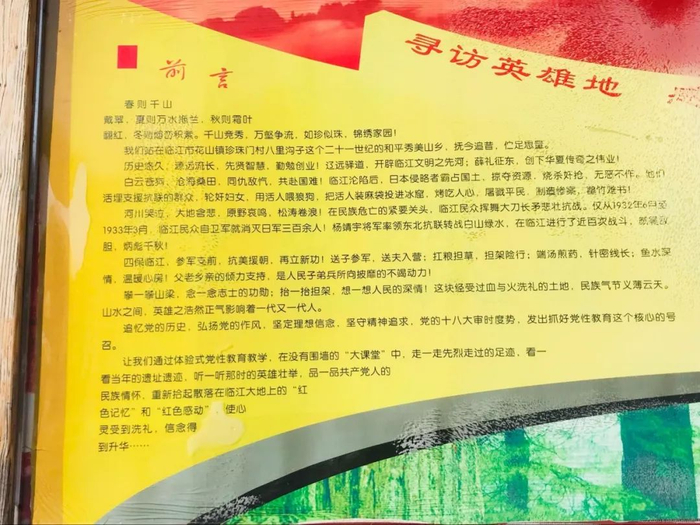 寻访英雄地
前 言
春则千山
戴翠，夏则万水拖兰，秋则霜叶
翻红，冬则增岙积素。千山竞秀，万壑争流，如珍似珠，锦绣家园！
我们站在临江市花山镇珍珠门村八里沟子这个二十一世纪的和平秀美山乡，抚今追昔，伫足思量。
历史悠久，源远流长，先贤智慧，勤勉创业！辽远驿道，开辟临江文明之先河；薛礼征东，创下华夏传奇之伟业！
白云苍狗，沧海桑田，同仇敌忾，共赴国难！临江沦陷后，日本侵略者霸占国土，掠夺资源，烧杀奸抢，无恶不作。他们
活埋支援抗联的群众，轮奸妇女，用活人喂狼狗，把活人装麻袋投进冰窟，烤吃人心，屠戮平民，制造惨案，罄竹难书！
河川哭泣，大地含悲，原野哀鸣，松涛卷浪！在民族危亡的紧要关头，临江民众挥舞大刀长矛悲壮抗战。仅从1932年6月至
1933年3月，临江民众自卫军就消灭日军三百余人！杨靖宇将军率领东北抗联转战白山绿水，在临江进行了近百次战斗，
胆，炳彪千秋！
四保临江，参军支前，抗美援朝，再立新功！送子参军，送夫入营；扛粮担草，担架险行；端汤煎药，针密线长；鱼水深
情，温暖心房！父老乡亲的倾力支持，是人民子弟兵所向披靡的不竭动力！
攀一攀山梁，念一念志士的功勋；抬一抬担架，想一想人民的深情！这块经受过血与火洗礼的土地，民族气节义薄云天。
山水之间，英雄之浩然正气影响着一代又一代人。
追忆党的历史，弘扬党的作风，坚定理想信念，坚守精神追求，党的十八大审时度势，发出抓好党性教育这个核心的号
召。
让我们通过体验式党性教育教学，在没有围墙的“大课堂”中，走一走先烈走过的足迹，看一
看当年的遗址遗迹，听一听那时的英雄壮举，品一品共产党人的
民族情怀，重新拾起散落在临江大地上的“红
色记忆”和“红色感动”，使心
灵受到洗礼，信念得
到升华……